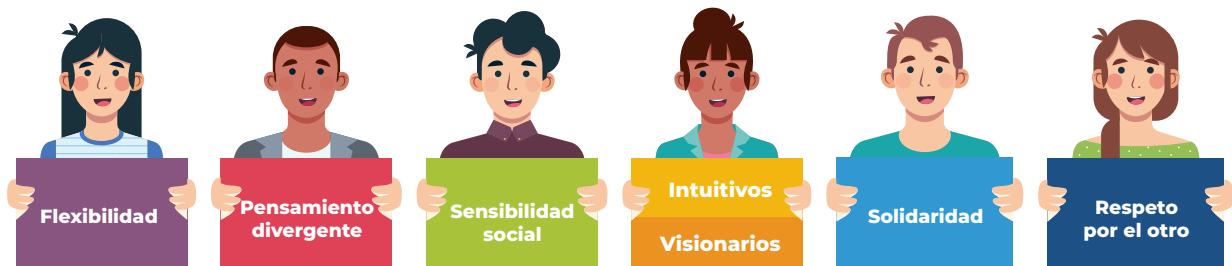 Flexibilidad
Pensamiento
divergente
Sensibilidad
social
Intuitivos
Visionarios
Solidaridad
Respeto
por el otro